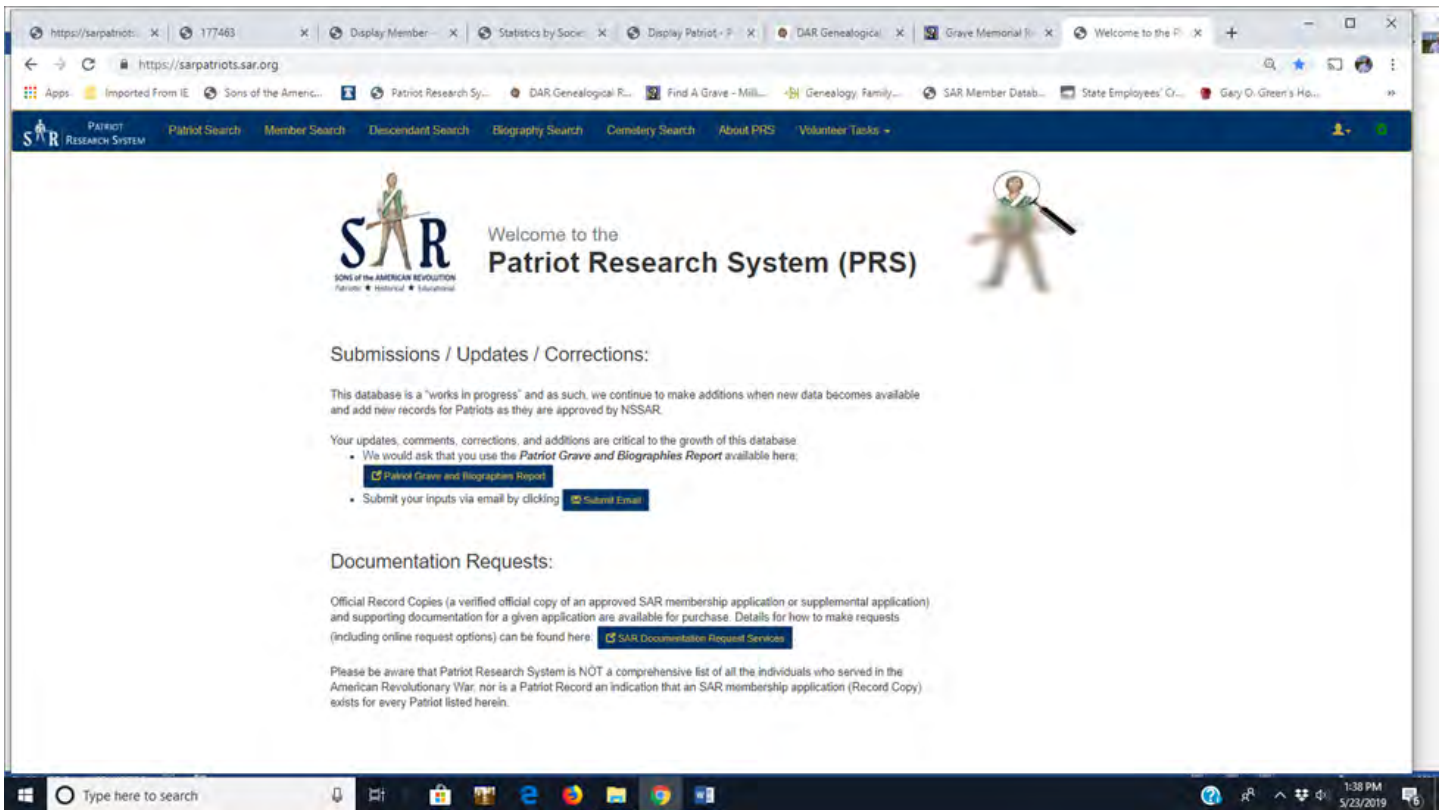 https://sarpatriots:
177463
Display Member -
Statistics by Societ
Display Patriot - P
DAR Genealogical
Grave Memorial R
Welcome to the P
https://sarpatriots.sar.org
Apps
Imported From IE
Sons of the Americ...
Patriot Research Sy...
DAR Genealogical R...
Find A Grave - Milli...
Genealogy, Family...
SAR Member Datab...
State Employees' Cr...
Gary O. Green's Ho...
SAR PATRIOT RESEARCH SYSTEM
Patriot Search
Member Search
Descendant Search
Biography Search
Cemetery Search
About PRS
Volunteer Tasks
SAR
SONS of the AMERICAN REVOLUTION
Patriotic ★ Historical ★ Educational
Welcome to the
Patriot Research System (PRS)
Submissions / Updates / Corrections:
This database is a "works in progress" and as such, we continue to make additions when new data becomes available
and add new records for Patriots as they are approved by NSSAR.
Your updates, comments, corrections, and additions are critical to the growth of this database.
• We would ask that you use the Patriot Grave and Biographies Report available here:
Patriot Grave and Biographies Report
• Submit your inputs via email by clicking Submit Email
Documentation Requests:
Official Record Copies (a verified official copy of an approved SAR membership application or supplemental application)
and supporting documentation for a given application are available for purchase. Details for how to make requests
(including online request options) can be found here. SAR Documentation Request Services
Please be aware that Patriot Research System is NOT a comprehensive list of all the individuals who served in the
American Revolutionary War, nor is a Patriot Record an indication that an SAR membership application (Record Copy)
exists for every Patriot listed herein.
Type here to search
1:38 PM
5/23/2019